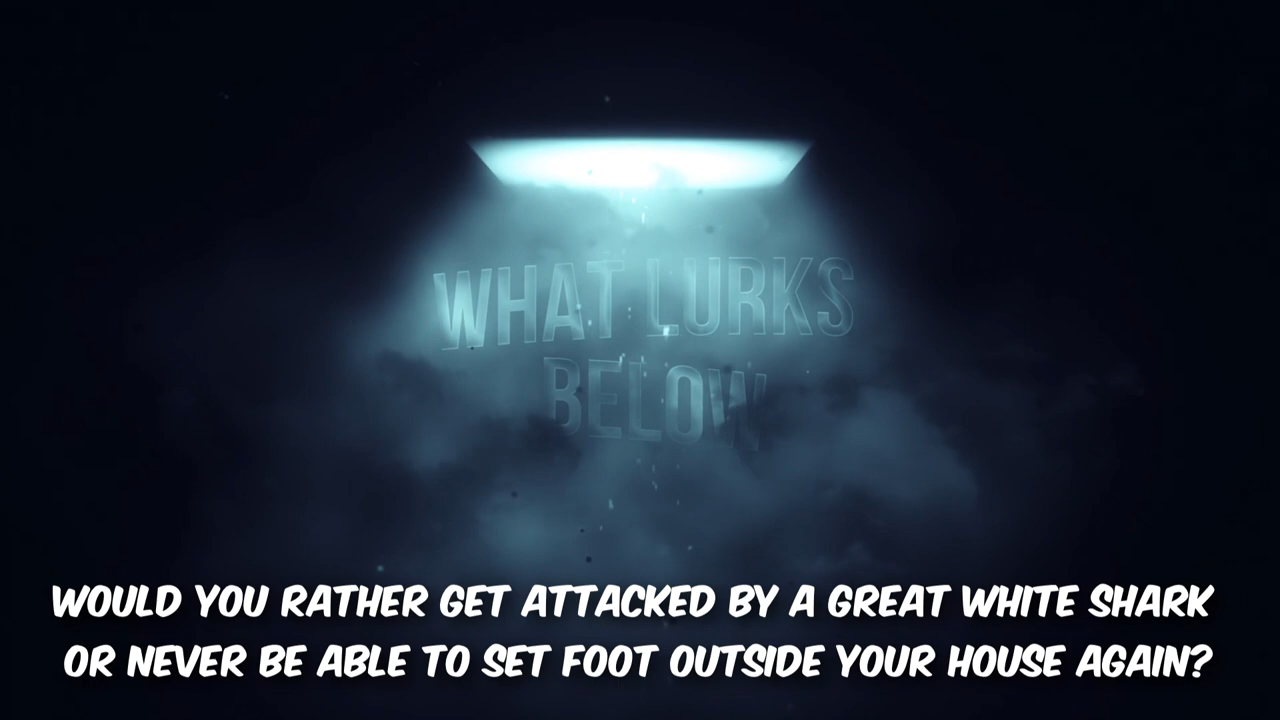 WHAT LURKS
BELOW
WOULD YOU RATHER GET ATTACKED BY A GREAT WHITE SHARK
OR NEVER BE ABLE TO SET FOOT OUTSIDE YOUR HOUSE AGAIN?